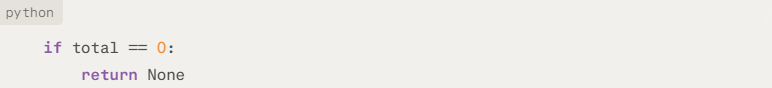 python
if total == 0:
    return None